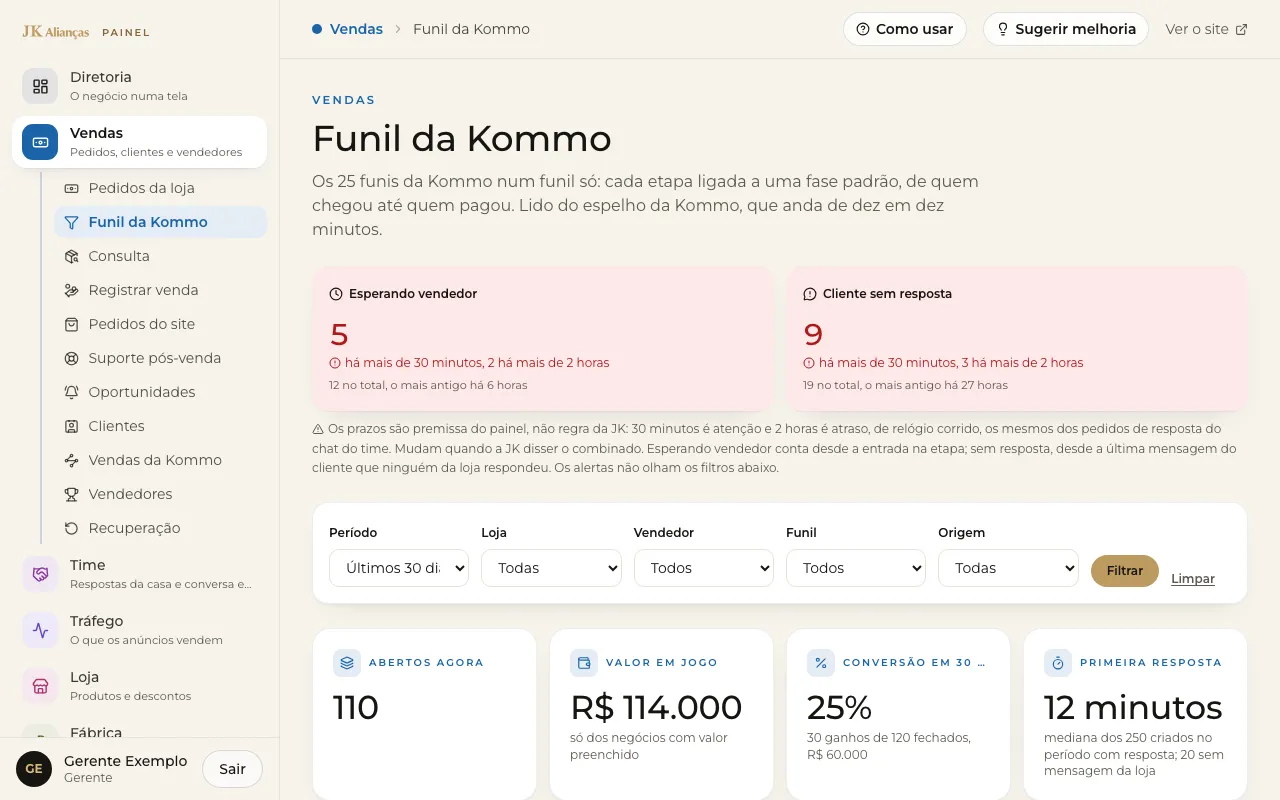 JK Alianças PAINEL
Diretoria
O negócio numa tela
Vendas
Pedidos, clientes e vendedores
Pedidos da loja
Funil da Kommo
Consulta
Registrar venda
Pedidos do site
Suporte pós-venda
Oportunidades
Clientes
Vendas da Kommo
Vendedores
Recuperação
Time
Respostas da casa e conversa e…
Tráfego
O que os anúncios vendem
Loja
Produtos e descontos
Fábrica
GE
Gerente Exemplo
Gerente
Sair
Vendas > Funil da Kommo
Como usar
Sugerir melhoria
Ver o site
VENDAS
Funil da Kommo
Os 25 funis da Kommo num funil só: cada etapa ligada a uma fase padrão, de quem
chegou até quem pagou. Lido do espelho da Kommo, que anda de dez em dez
minutos.
Esperando vendedor
5
há mais de 30 minutos, 2 há mais de 2 horas
12 no total, o mais antigo há 6 horas
Cliente sem resposta
9
há mais de 30 minutos, 3 há mais de 2 horas
19 no total, o mais antigo há 27 horas
Os prazos são premissa do painel, não regra da JK: 30 minutos é atenção e 2 horas é atraso, de relógio corrido, os mesmos dos pedidos de resposta do
chat do time. Mudam quando a JK disser o combinado. Esperando vendedor conta desde a entrada na etapa; sem resposta, desde a última mensagem do
cliente que ninguém da loja respondeu. Os alertas não olham os filtros abaixo.
Período
Últimos 30 di
Loja
Todas
Vendedor
Todos
Funil
Todos
Origem
Todas
Filtrar
Limpar
ABERTOS AGORA
110
VALOR EM JOGO
R$ 114.000
só dos negócios com valor
preenchido
CONVERSÃO EM 30 …
25%
30 ganhos de 120 fechados,
R$ 60.000
PRIMEIRA RESPOSTA
12 minutos
mediana dos 250 criados no
período com resposta; 20 sem
mensagem da loja